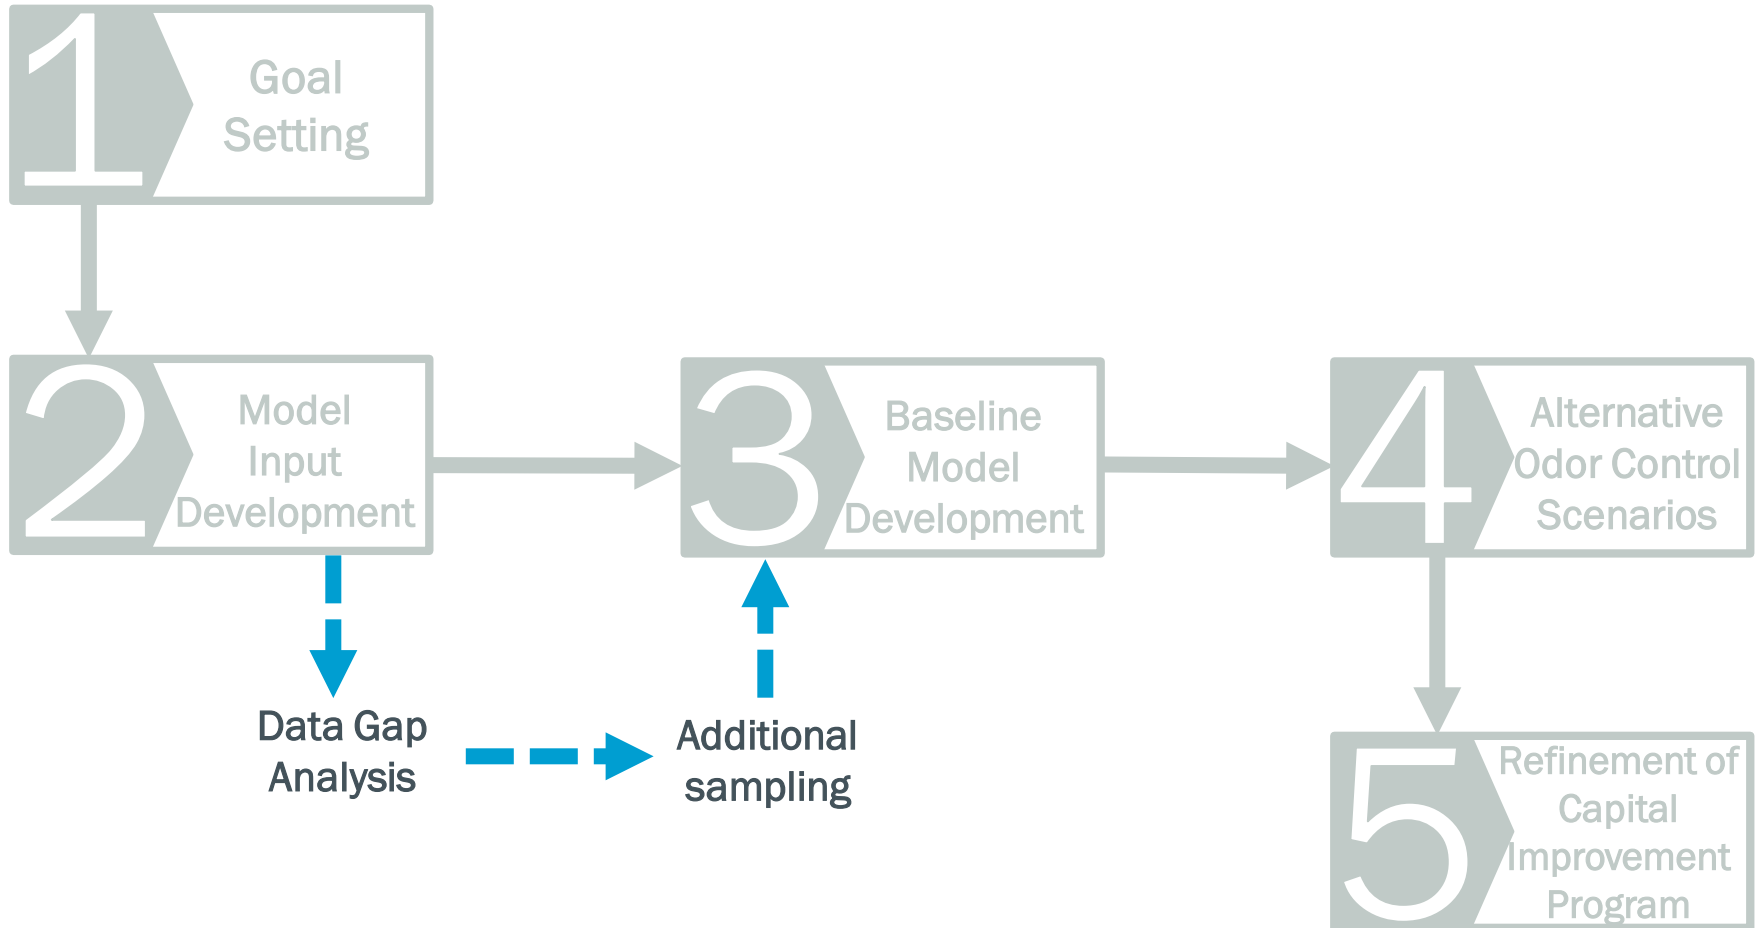 1
Goal
Setting
2
Model
Input
Development
3
Baseline
Model
Development
4
Alternative
Odor Control
Scenarios
Data Gap
Analysis
Additional
sampling
5
Refinement of
Capital
Improvement
Program